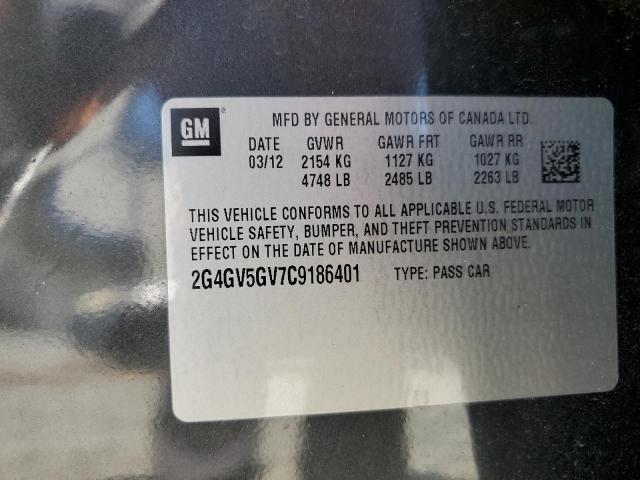 GM ® MFD BY GENERAL MOTORS OF CANADA LTD.
DATE GVWR GAWR FRT GAWR RR
03/12 2154 KG 1127 KG 1027 KG
4748 LB 2485 LB 2263 LB
THIS VEHICLE CONFORMS TO ALL APPLICABLE U.S. FEDERAL MOTOR
VEHICLE SAFETY, BUMPER, AND THEFT PREVENTION STANDARDS IN
EFFECT ON THE DATE OF MANUFACTURE SHOWN ABOVE.
2G4GV5GV7C9186401 TYPE: PASS CAR